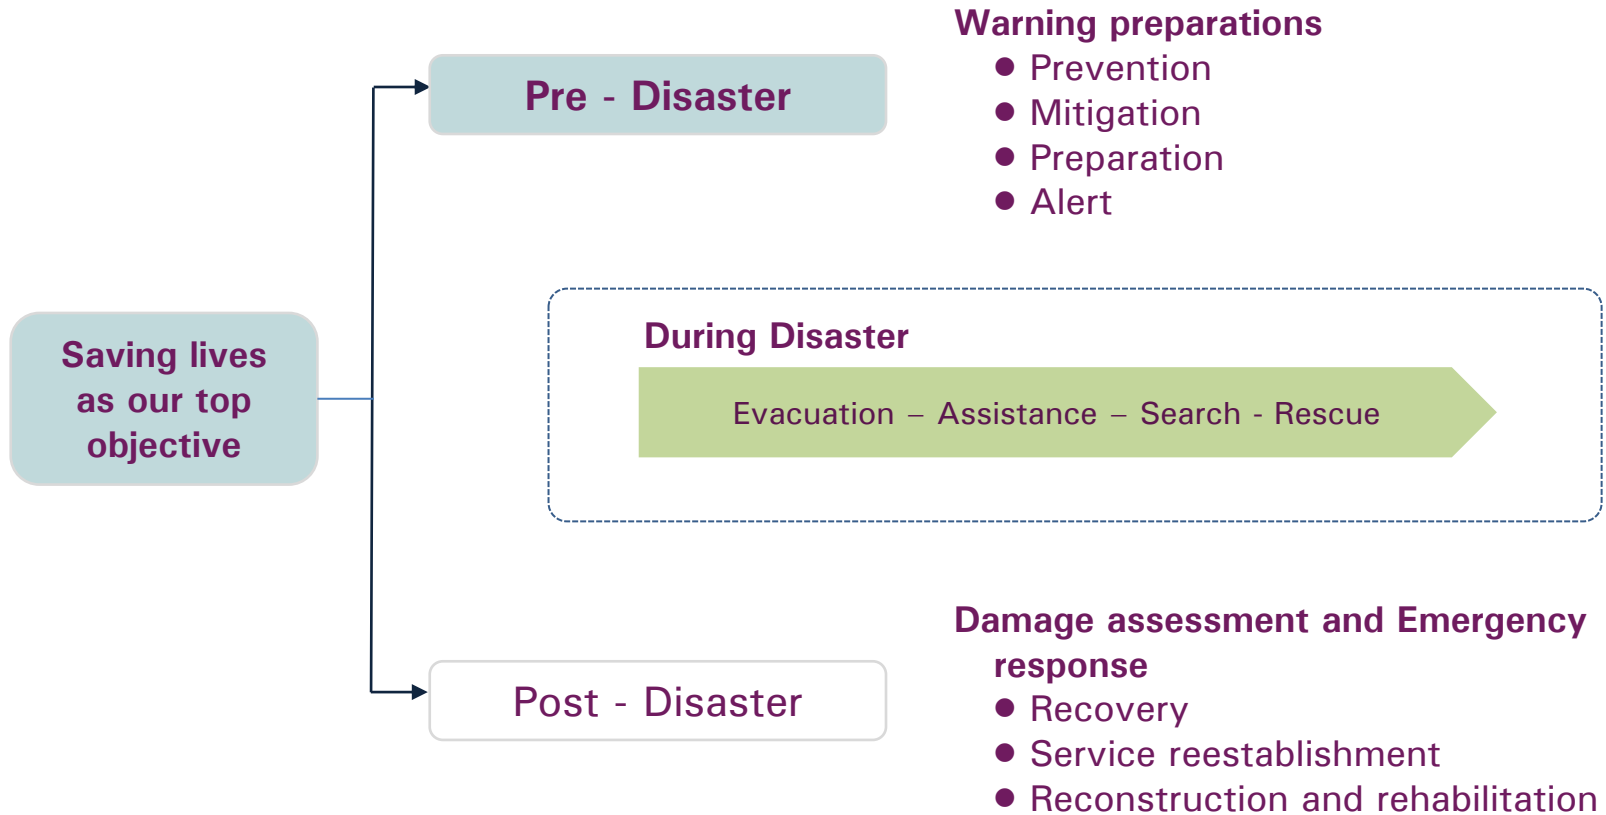 Warning preparations
● Prevention
Pre - Disaster
● Mitigation
● Preparation
● Alert
Saving lives
as our top
objective
During Disaster
Evacuation – Assistance – Search - Rescue
Damage assessment and Emergency
response
Post - Disaster
● Recovery
● Service reestablishment
● Reconstruction and rehabilitation